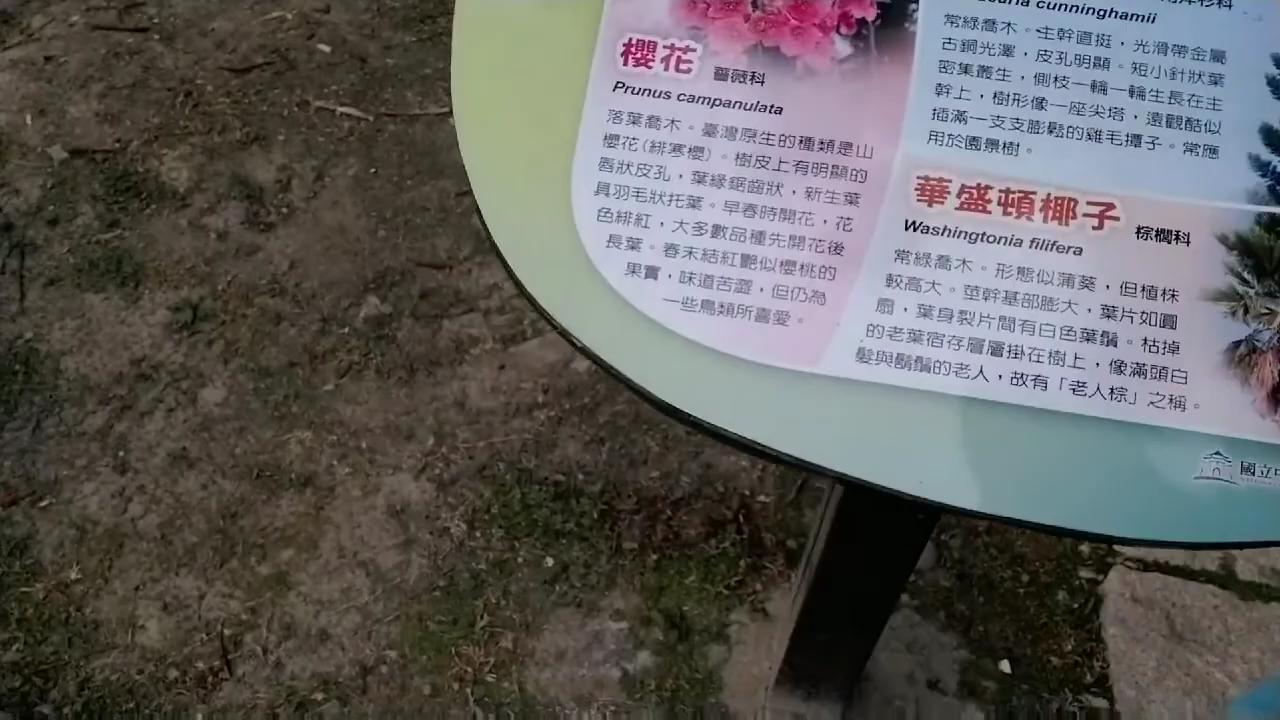 櫻花 薔薇科
Prunus campanulata
落葉喬木。臺灣原生的種類是山
櫻花(緋寒櫻)。樹皮上有明顯的
唇狀皮孔，葉緣鋸齒狀，新生葉
具羽毛狀托葉。早春時開花，花
色緋紅，大多數品種先開花後
長葉。春末結紅艷似櫻桃的
果實，味道苦澀，但仍為
一些鳥類所喜愛。
cunninghamii
常綠喬木。主幹直挺，光滑帶金屬
古銅光澤，皮孔明顯。短小針狀葉
密集叢生，側枝一輪一輪生長在主
幹上，樹形像一座尖塔，遠觀酷似
插滿一支支膨鬆的雞毛撢子。常應
用於園景樹。
華盛頓椰子 棕櫚科
Washingtonia filifera
常綠喬木。形態似蒲葵，但植株
較高大。莖幹基部膨大，葉片如圓
扇，葉身裂片間有白色葉鬚。枯掉
的老葉宿存層層掛在樹上，像滿頭白
髮與鬍鬚的老人，故有「老人棕」之稱。
國立